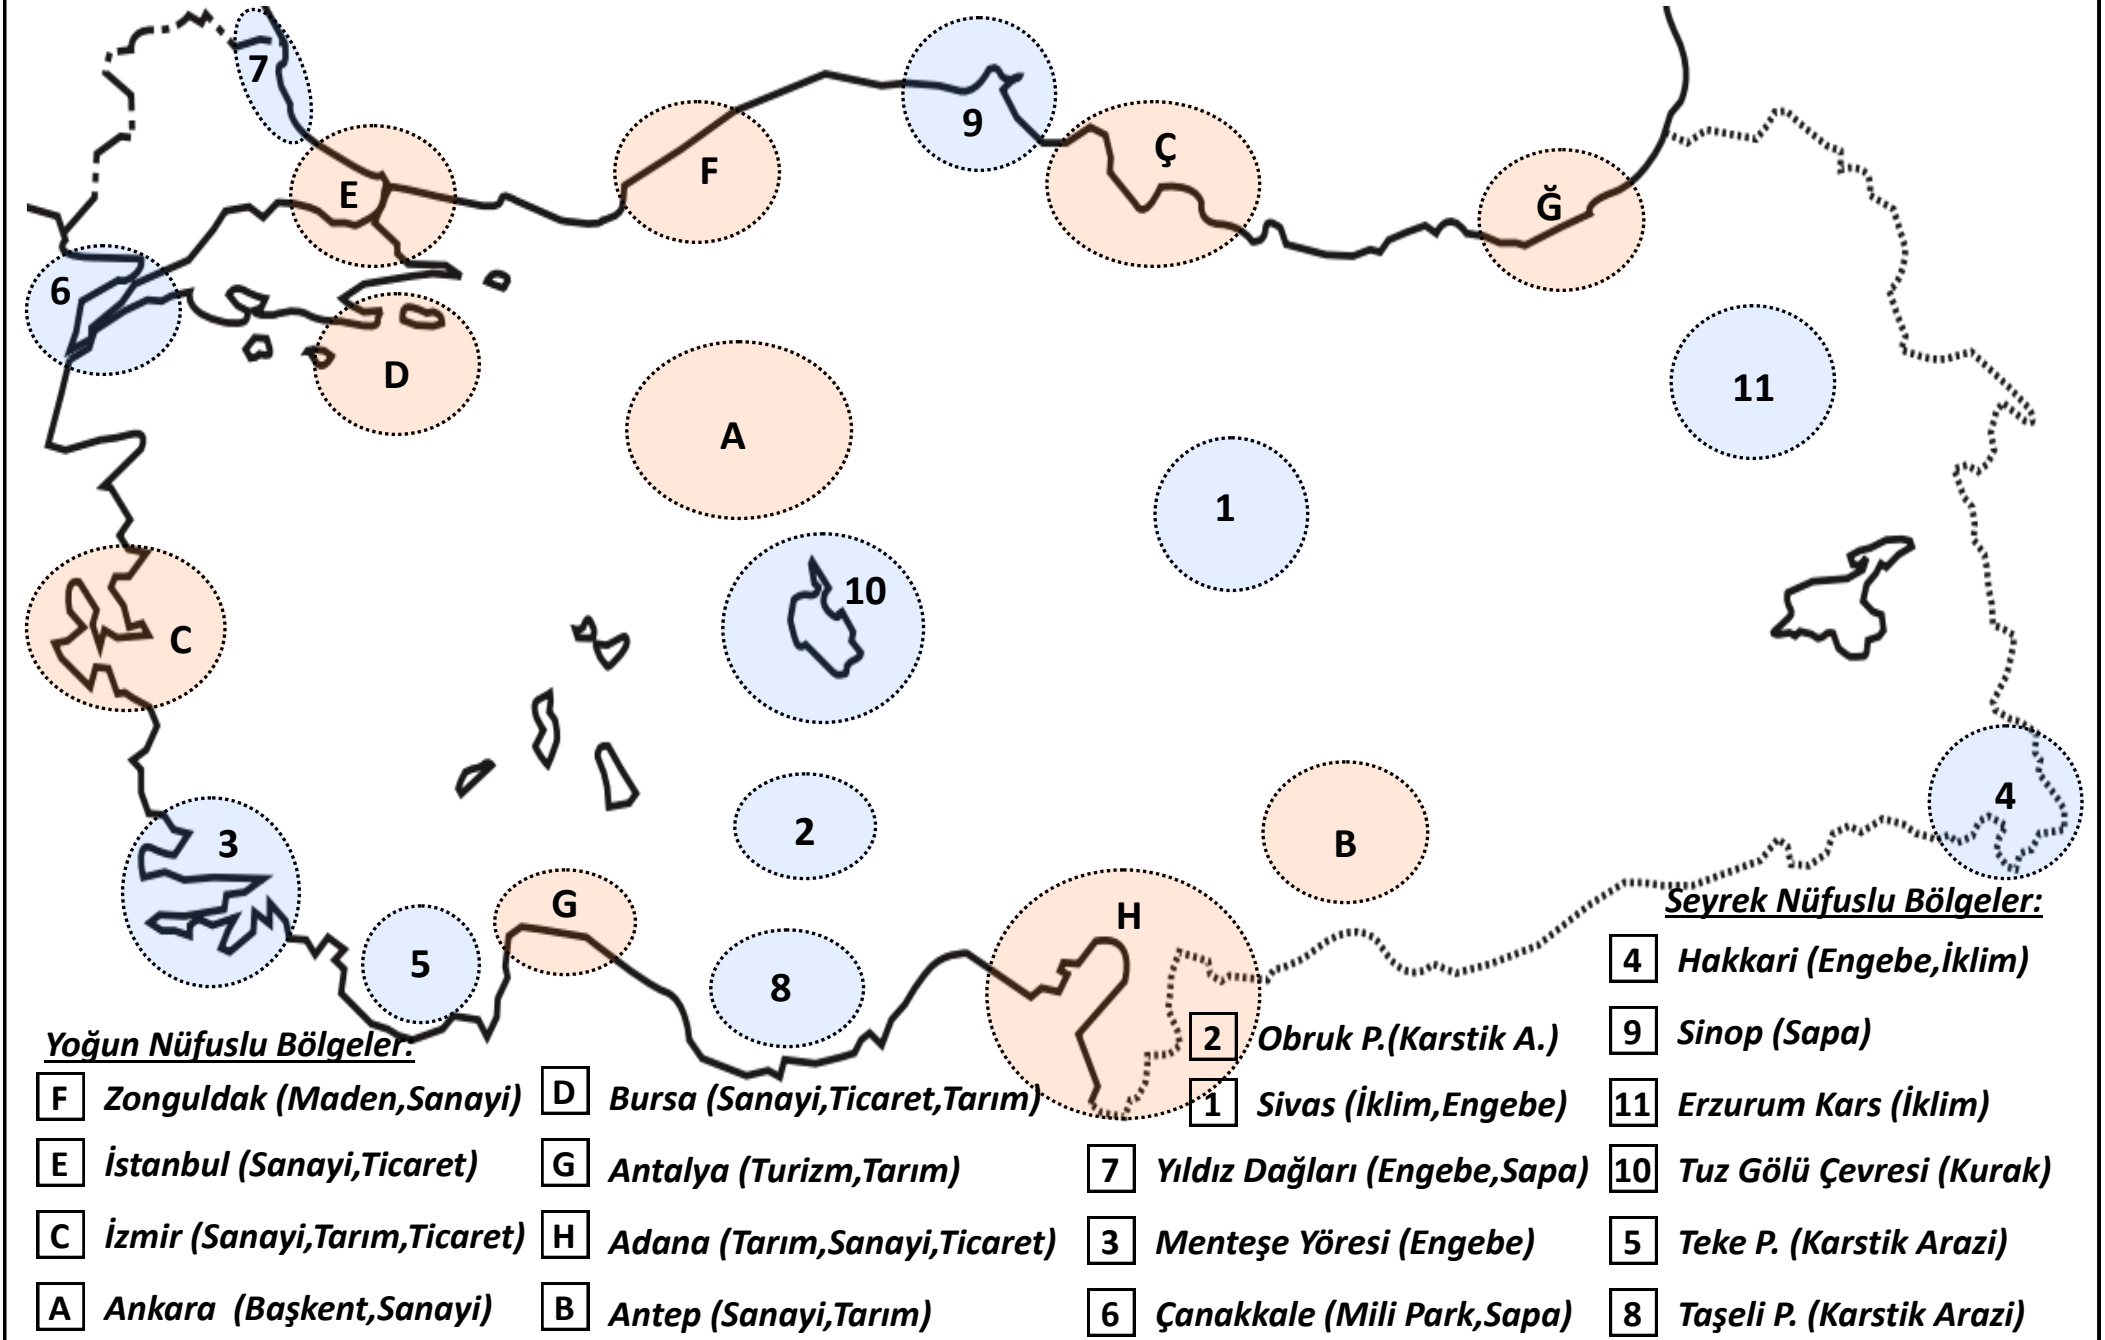 7
9
F
Ç
E
Ğ
6
D
11
A
1
10
C
4
3
2
B
G
H
5
8
Seyrek Nüfuslu Bölgeler:
4 Hakkari (Engebe,İklim)
9 Sinop (Sapa)
11 Erzurum Kars (İklim)
10 Tuz Gölü Çevresi (Kurak)
5 Teke P. (Karstik Arazi)
8 Taşeli P. (Karstik Arazi)
2 Obruk P.(Karstik A.)
1 Sivas (İklim,Engebe)
7 Yıldız Dağları (Engebe,Sapa)
3 Menteşe Yöresi (Engebe)
6 Çanakkale (Mili Park,Sapa)
Yoğun Nüfuslu Bölgeler:
F Zonguldak (Maden,Sanayi)
E İstanbul (Sanayi,Ticaret)
C İzmir (Sanayi,Tarım,Ticaret)
A Ankara (Başkent,Sanayi)
D Bursa (Sanayi,Ticaret,Tarım)
G Antalya (Turizm,Tarım)
H Adana (Tarım,Sanayi,Ticaret)
B Antep (Sanayi,Tarım)